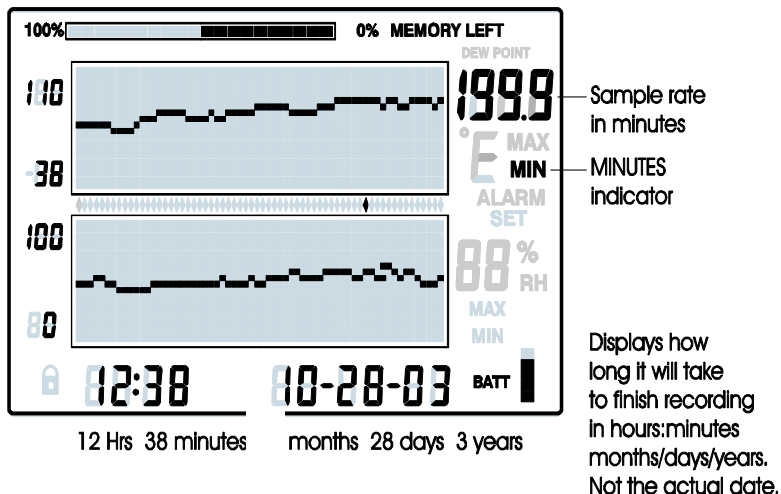 100% 0% MEMORY LEFT
DEW POINT
110 199.9 Sample rate
in minutes
°E MAX
-38 MIN MINUTES
indicator
ALARM
SET
100
88 % RH
MAX
0 MIN
Displays how
long it will take
12:38 10-28-03 BATT to finish recording
in hours:minutes
12 Hrs 38 minutes months 28 days 3 years
months/days/years.
Not the actual date.